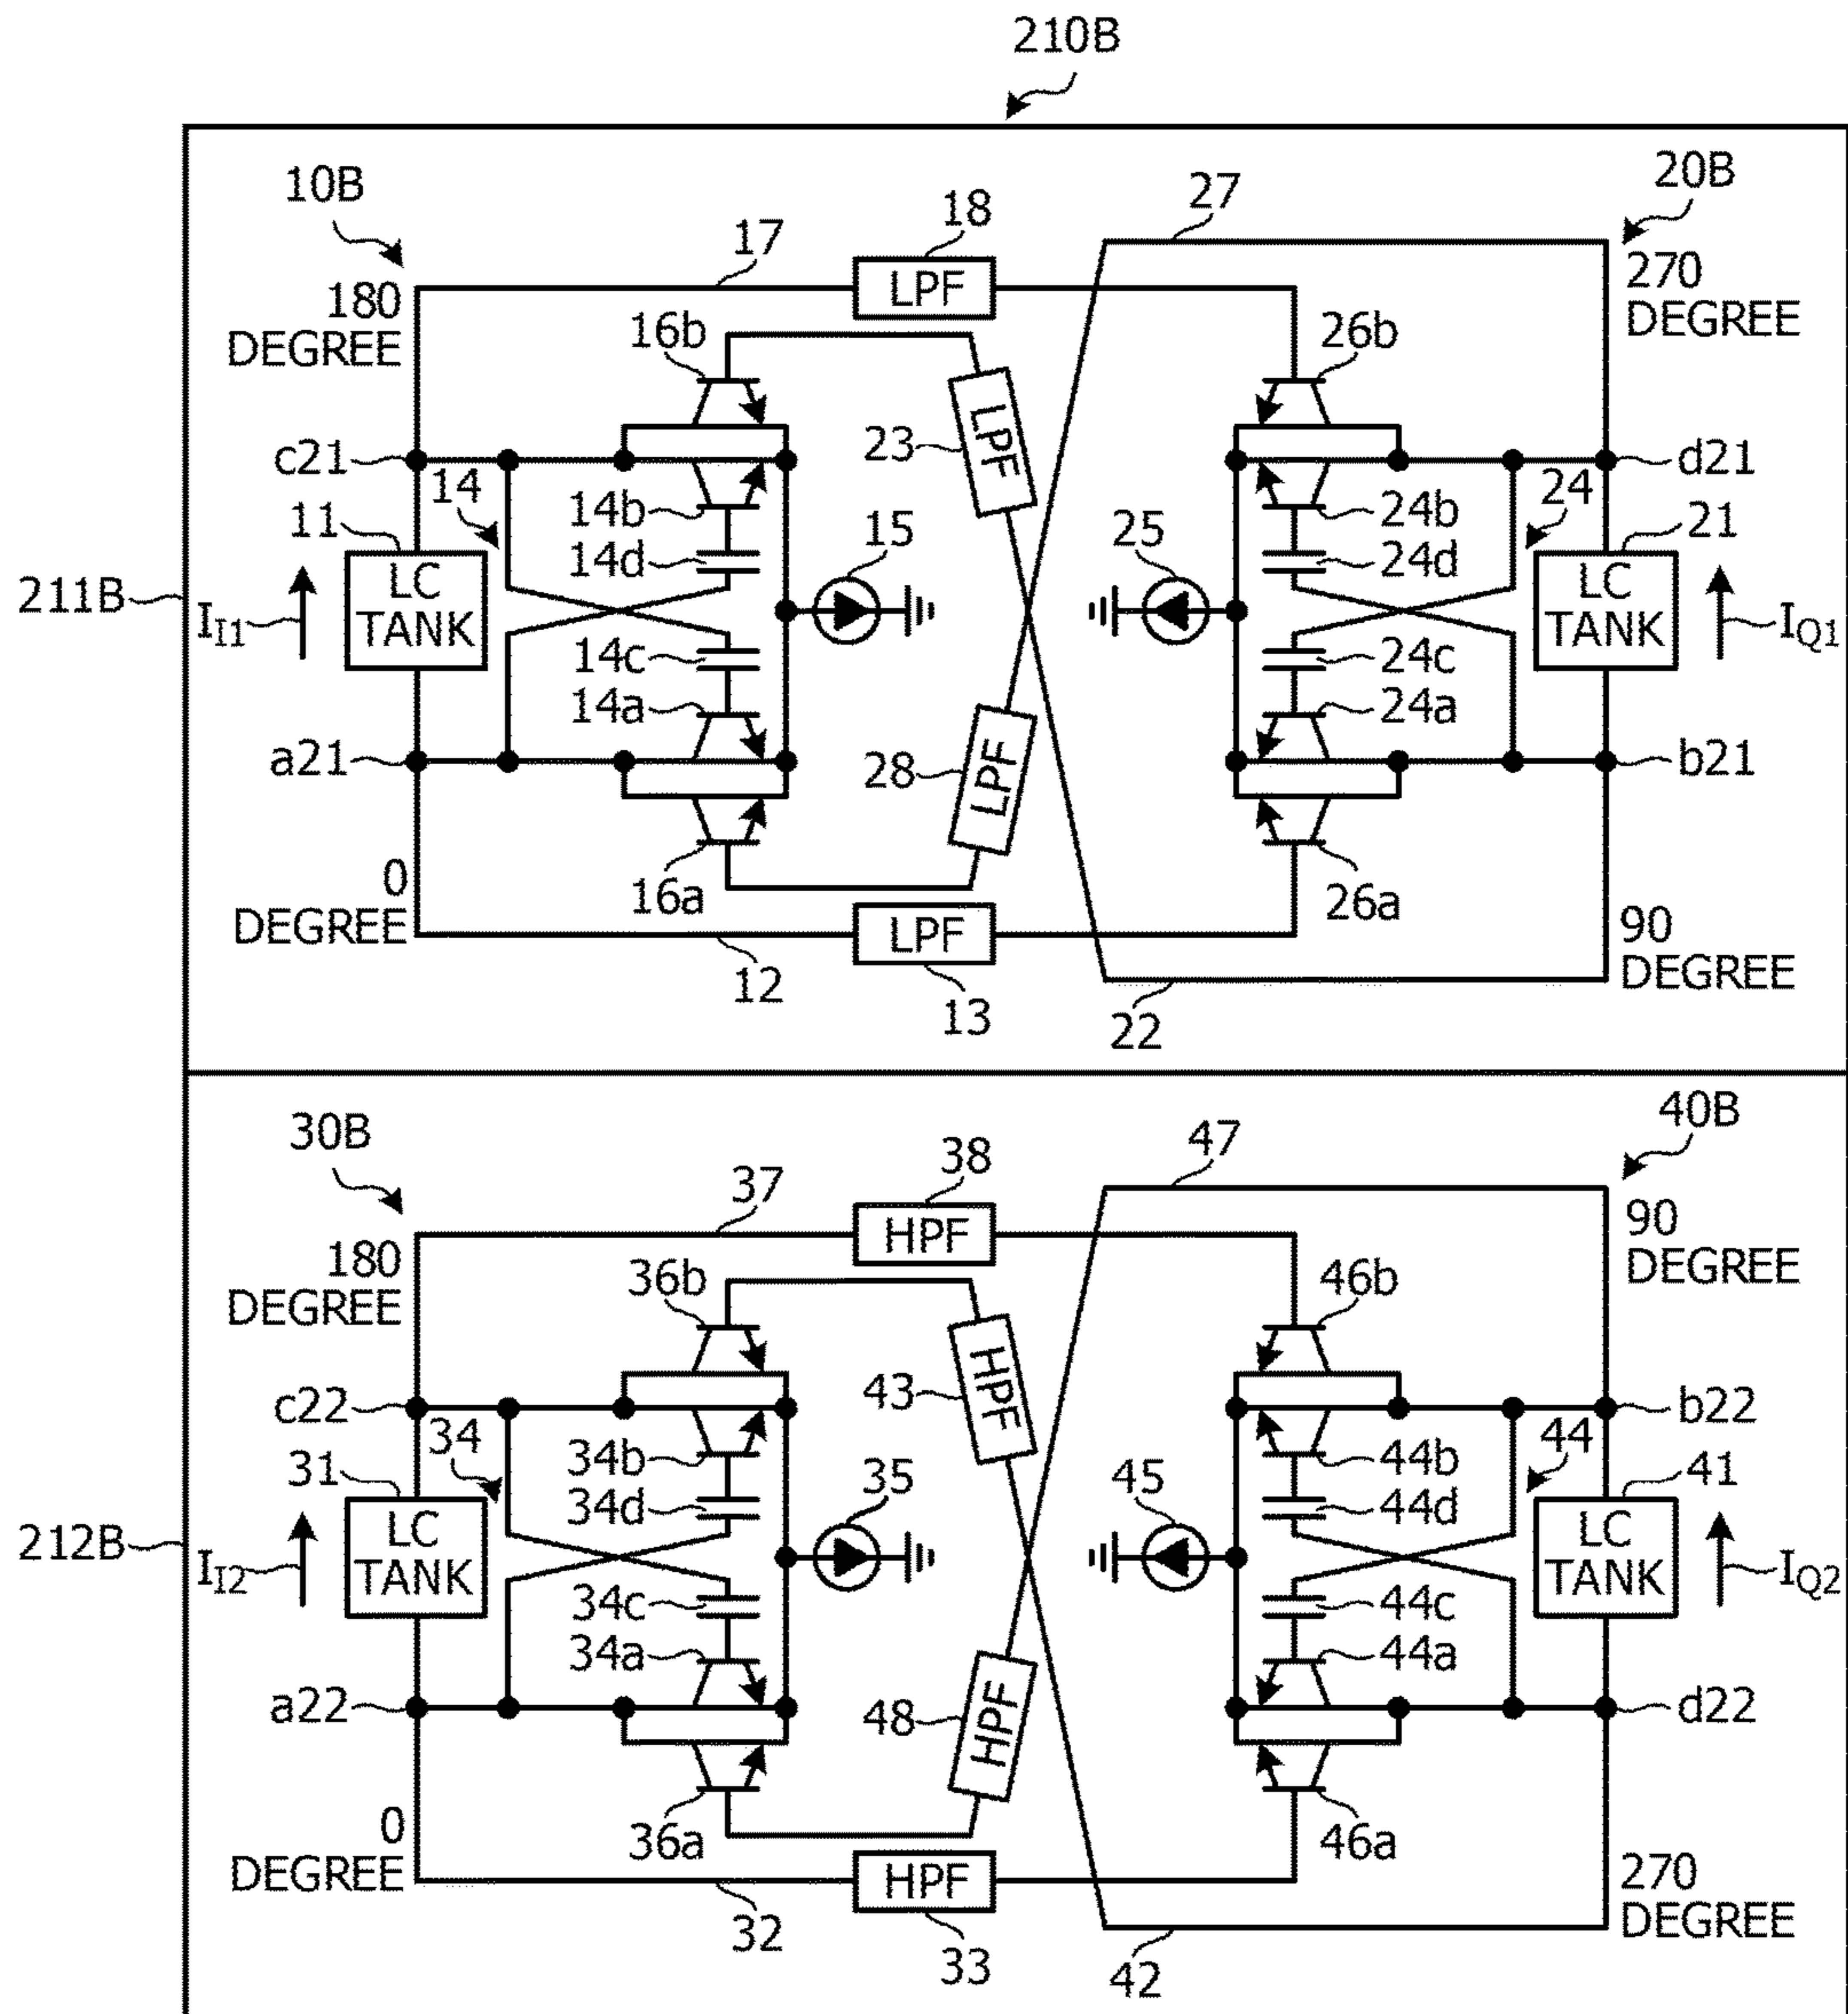 210B
10B
20B
27
18
17
LPF
180
DEGREE
270
DEGREE
16b
26b
LPF
23
c21
d21
14
24
14b
24b
11
15
25
21
14d
24d
LC
TANK
LC
TANK
211B
I_I1
I_Q1
14c
24c
14a
24a
a21
b21
28
LPF
0
DEGREE
16a
26a
LPF
90
DEGREE
12
13
22
30B
40B
47
38
37
HPF
180
DEGREE
90
DEGREE
36b
46b
HPF
43
c22
b22
34
44
34b
44b
31
35
45
41
34d
44d
LC
TANK
LC
TANK
212B
I_I2
I_Q2
34c
44c
34a
44a
a22
d22
48
HPF
0
DEGREE
36a
46a
HPF
270
DEGREE
32
33
42